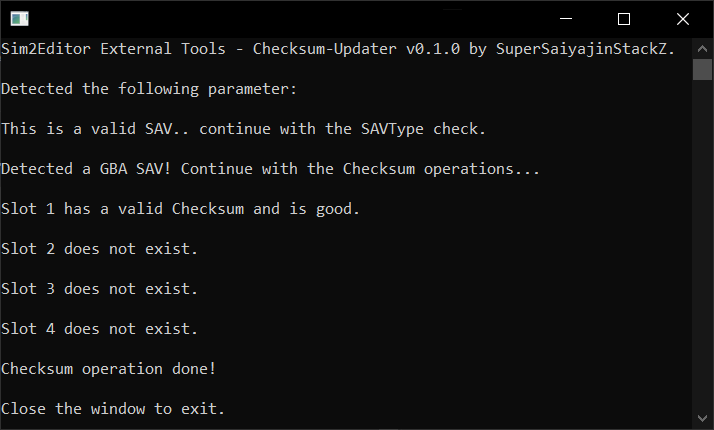 Sim2Editor External Tools - Checksum-Updater v0.1.0 by SuperSaiyajinStackZ.
Detected the following parameter:
This is a valid SAV.. continue with the SAVType check.
Detected a GBA SAV! Continue with the Checksum operations...
Slot 1 has a valid Checksum and is good.
Slot 2 does not exist.
Slot 3 does not exist.
Slot 4 does not exist.
Checksum operation done!
Close the window to exit.